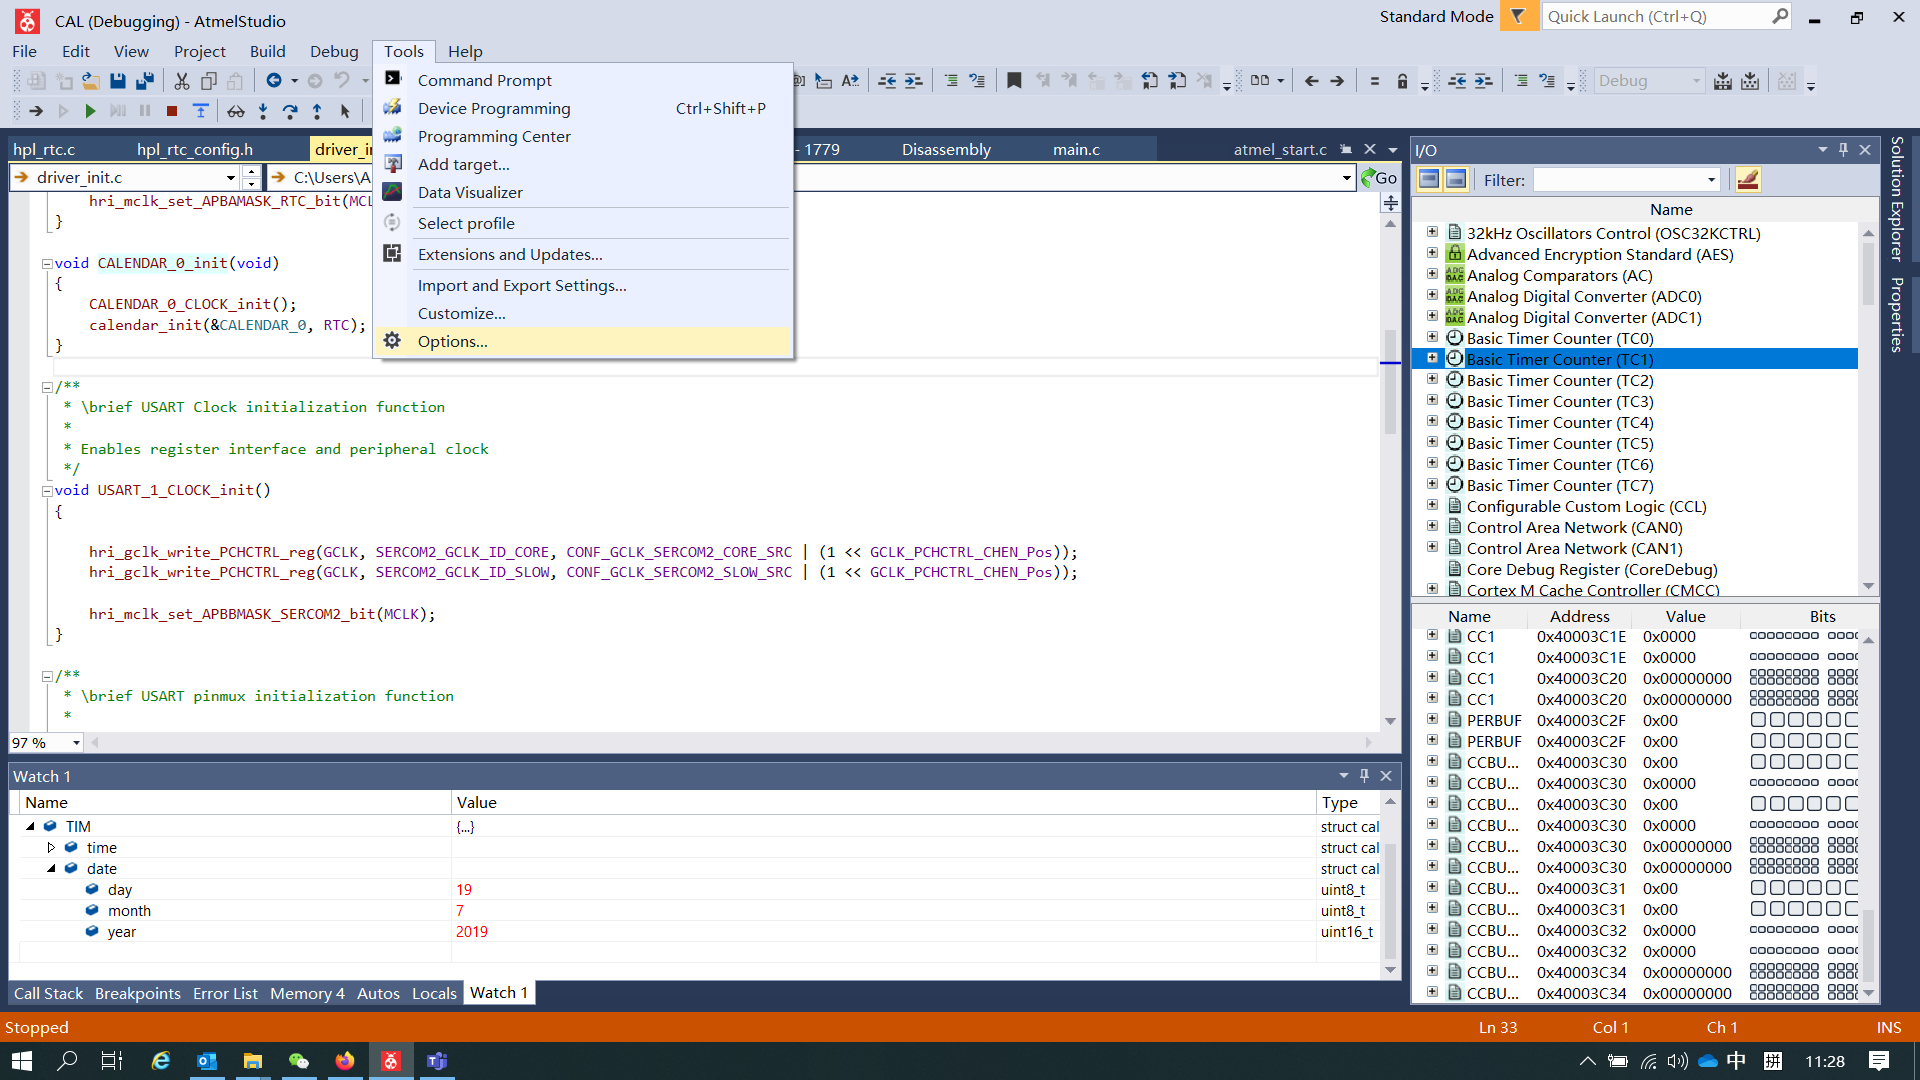 CAL (Debugging) - AtmelStudio
Standard Mode
Quick Launch (Ctrl+Q)
File Edit View Project Build Debug Tools Help
Debug
Command Prompt
Device Programming Ctrl+Shift+P
Programming Center
Add target...
Data Visualizer
Select profile
Extensions and Updates...
Import and Export Settings...
Customize...
Options...
hpl_rtc.c hpl_rtc_config.h driver_in - 1779 Disassembly main.c atmel_start.c
driver_init.c C:\Users\A Go
hri_mclk_set_APBAMASK_RTC_bit(MCL
}
void CALENDAR_0_init(void)
{
CALENDAR_0_CLOCK_init();
calendar_init(&CALENDAR_0, RTC);
}
/**
* \brief USART Clock initialization function
*
* Enables register interface and peripheral clock
*/
void USART_1_CLOCK_init()
{
hri_gclk_write_PCHCTRL_reg(GCLK, SERCOM2_GCLK_ID_CORE, CONF_GCLK_SERCOM2_CORE_SRC | (1 << GCLK_PCHCTRL_CHEN_Pos));
hri_gclk_write_PCHCTRL_reg(GCLK, SERCOM2_GCLK_ID_SLOW, CONF_GCLK_SERCOM2_SLOW_SRC | (1 << GCLK_PCHCTRL_CHEN_Pos));
hri_mclk_set_APBBMASK_SERCOM2_bit(MCLK);
}
/**
* \brief USART pinmux initialization function
*
97 %
Watch 1
Name Value Type
TIM {...} struct cal
time struct cal
date struct cal
day 19 uint8_t
month 7 uint8_t
year 2019 uint16_t
Call Stack Breakpoints Error List Memory 4 Autos Locals Watch 1
I/O
Filter:
Name
32kHz Oscillators Control (OSC32KCTRL)
Advanced Encryption Standard (AES)
Analog Comparators (AC)
Analog Digital Converter (ADC0)
Analog Digital Converter (ADC1)
Basic Timer Counter (TC0)
Basic Timer Counter (TC1)
Basic Timer Counter (TC2)
Basic Timer Counter (TC3)
Basic Timer Counter (TC4)
Basic Timer Counter (TC5)
Basic Timer Counter (TC6)
Basic Timer Counter (TC7)
Configurable Custom Logic (CCL)
Control Area Network (CAN0)
Control Area Network (CAN1)
Core Debug Register (CoreDebug)
Cortex M Cache Controller (CMCC)
Name Address Value Bits
CC1 0x40003C1E 0x0000
CC1 0x40003C1E 0x0000
CC1 0x40003C20 0x00000000
CC1 0x40003C20 0x00000000
PERBUF 0x40003C2F 0x00
PERBUF 0x40003C2F 0x00
CCBU... 0x40003C30 0x00
CCBU... 0x40003C30 0x0000
CCBU... 0x40003C30 0x00
CCBU... 0x40003C30 0x0000
CCBU... 0x40003C30 0x00000000
CCBU... 0x40003C30 0x00000000
CCBU... 0x40003C31 0x00
CCBU... 0x40003C31 0x00
CCBU... 0x40003C32 0x0000
CCBU... 0x40003C32 0x0000
CCBU... 0x40003C34 0x00000000
CCBU... 0x40003C34 0x00000000
Solution Explorer
Properties
Stopped Ln 33 Col 1 Ch 1 INS
中 拼 11:28